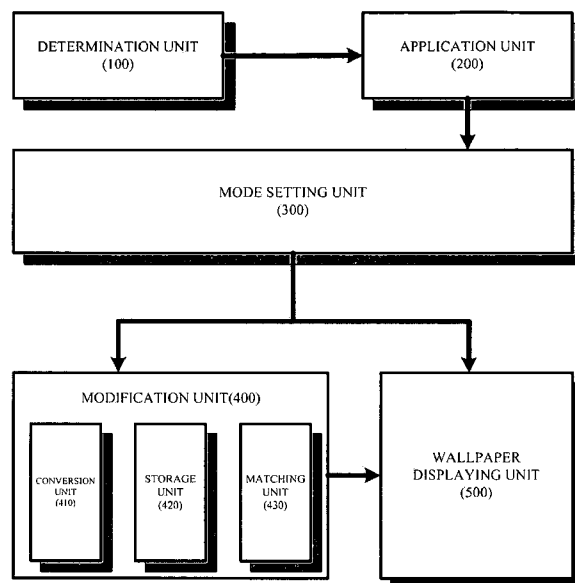 DETERMINATION UNIT
(100)
APPLICATION UNIT
(200)
MODE SETTING UNIT
(300)
MODIFICATION UNIT(400)
CONVERSION
UNIT
(410)
STORAGE
UNIT
(420)
MATCHING
UNIT
(430)
WALLPAPER
DISPLAYING UNIT
(500)